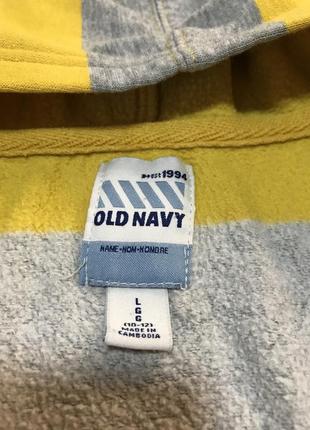 1994
OLD NAVY
NAME-NOM-NOMBRE
L
G
G
(10-12)
MADE IN
CAMBODIA